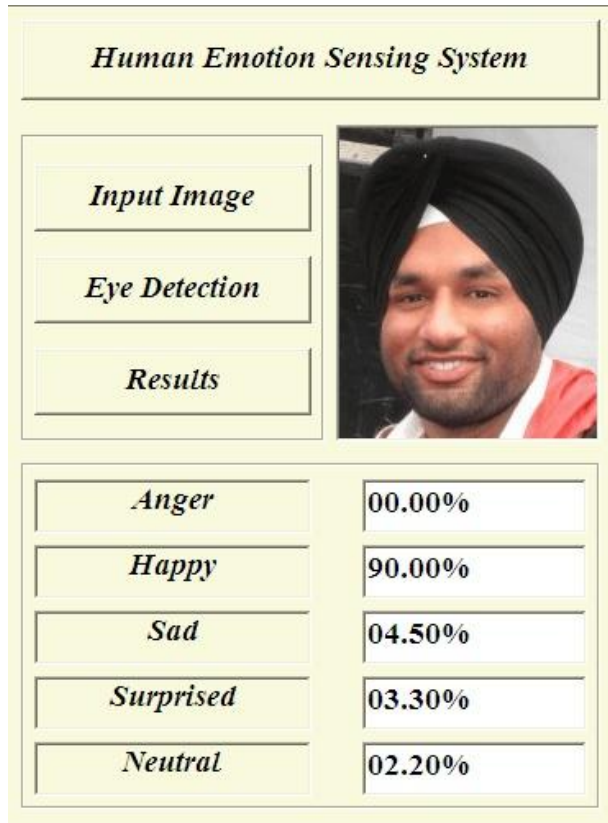 Human Emotion Sensing System
Input Image
Eye Detection
Results
Anger 00.00%
Happy 90.00%
Sad 04.50%
Surprised 03.30%
Neutral 02.20%